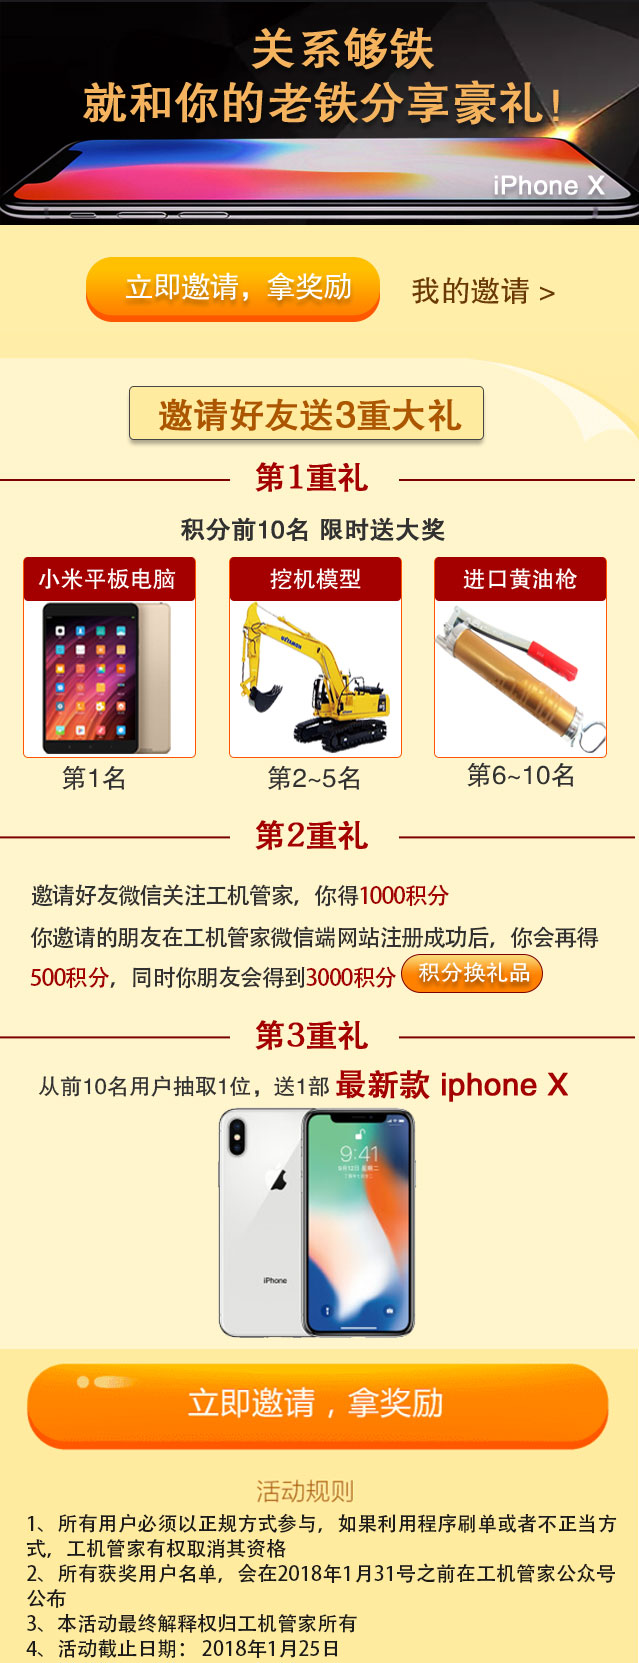 关系够铁
就和你的老铁分享豪礼!
iPhone X
立即邀请，拿奖励
我的邀请 >
邀请好友送3重大礼
第1重礼
积分前10名 限时送大奖
小米平板电脑
挖机模型
进口黄油枪
第1名
第2~5名
第6~10名
第2重礼
邀请好友微信关注工机管家，你得1000积分
你邀请的朋友在工机管家微信端网站注册成功后，你会再得
500积分，同时你朋友会得到3000积分
积分换礼品
第3重礼
从前10名用户抽取1位，送1部 最新款 iphone X
9:41
9月12日 星期二
iPhone
立即邀请，拿奖励
活动规则
1、所有用户必须以正规方式参与，如果利用程序刷单或者不正当方
式，工机管家有权取消其资格
2、所有获奖用户名单，会在2018年1月31号之前在工机管家公众号
公布
3、本活动最终解释权归工机管家所有
4、活动截止日期： 2018年1月25日